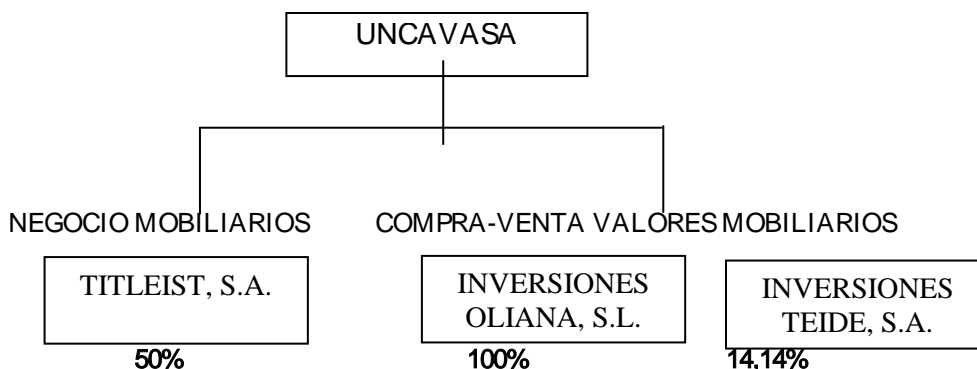 UNCAVASA
NEGOCIO MOBILIARIOS
COMPRA-VENTA VALORES MOBILIARIOS
TITLEIST, S.A.
INVERSIONES
OLIANA, S.L.
INVERSIONES
TEIDE, S.A.
50%
100%
14,14%